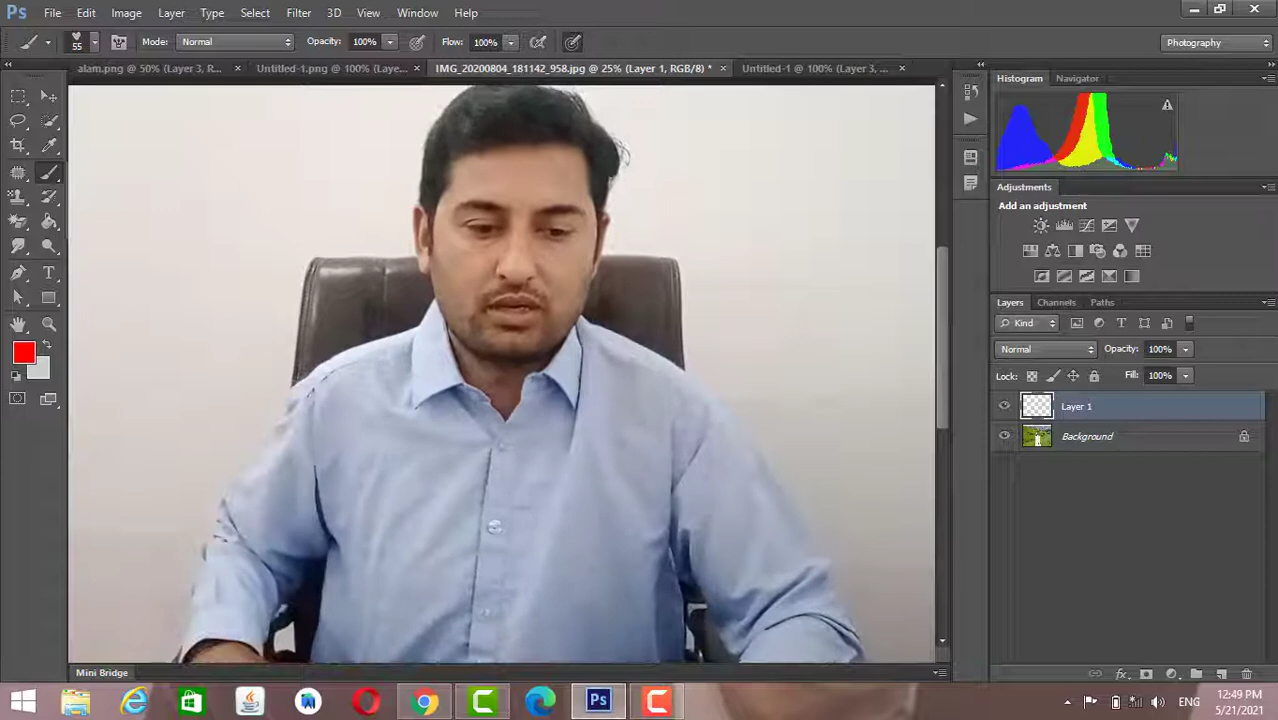 Ps File Edit Image Layer Type Select Filter 3D View Window Help
55 Mode: Normal Opacity: 100% Flow: 100% Photography
alam.png @ 50% (Layer 3, R... × Untitled-1.png @ 100% (Laye... × IMG_20200804_181142_958.jpg @ 25% (Layer 1, RGB/8) * × Untitled-1 @ 100% (Layer 3, ... ×
Histogram Navigator
Adjustments
Add an adjustment
Layers Channels Paths
Kind
Normal Opacity: 100%
Lock: Fill: 100%
Layer 1
Background
Mini Bridge
Ps ENG 12:49 PM
5/21/2021